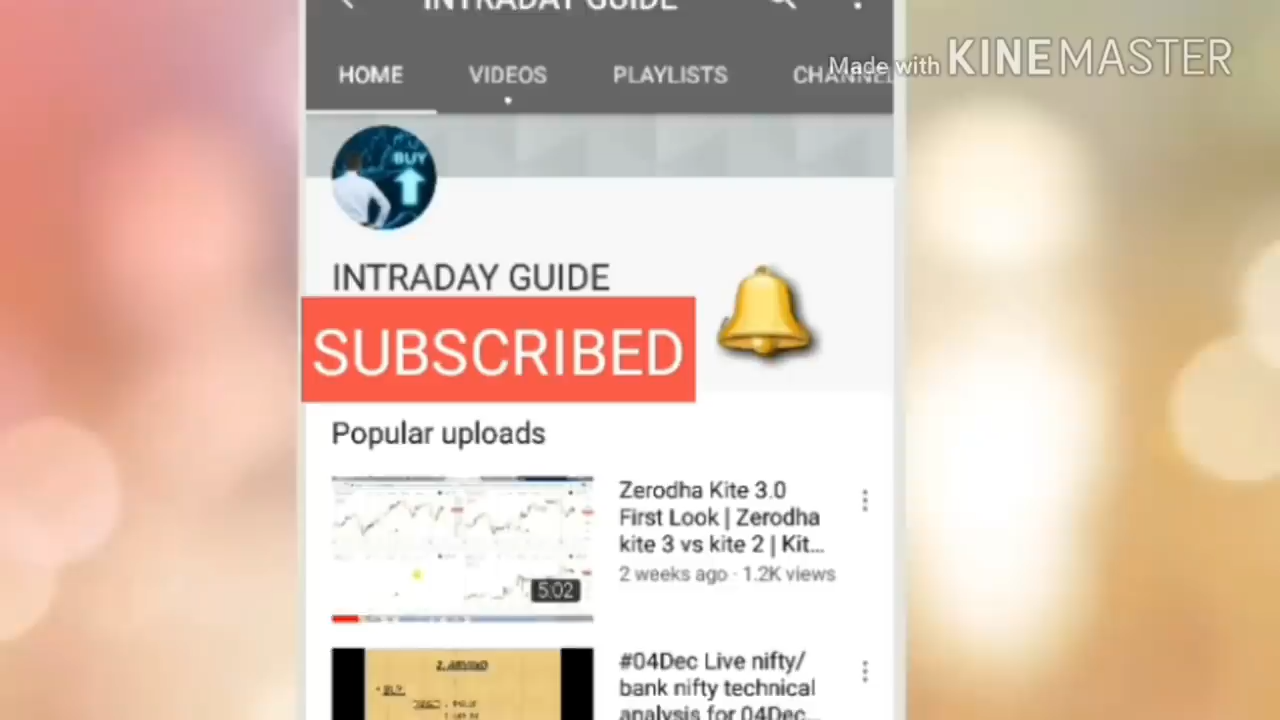 INTRADAY GUIDE
HOME VIDEOS PLAYLISTS CHANNEL
Made with KINEMASTER
BUY
INTRADAY GUIDE
SUBSCRIBED
Popular uploads
Zerodha Kite 3.0
First Look | Zerodha
kite 3 vs kite 2 | Kit...
2 weeks ago · 1.2K views
5:02
#04Dec Live nifty/
bank nifty technical
analysis for 04Dec...
BUY